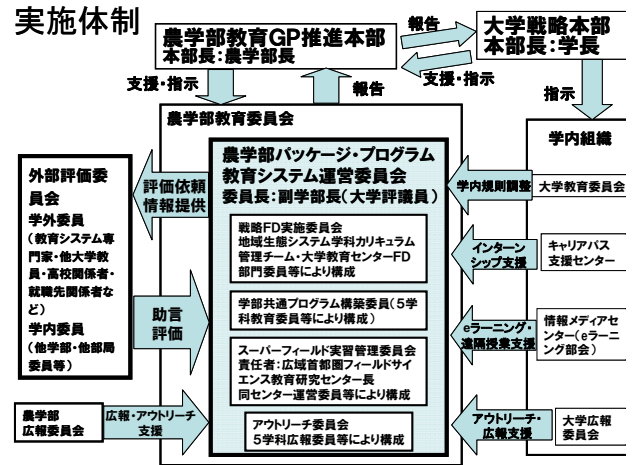 実施体制
農学部教育GP推進本部
本部長：農学部長
報告
大学戦略本部
本部長：学長
支援・指示
支援・指示
報告
指示
農学部教育委員会
学内組織
農学部パッケージ・プログラム
教育システム運営委員会
委員長：副学部長（大学評議員）
外部評価委
員会
学外委員
（教育システム専
門家・他大学教
員・高校関係者・
就職先関係者な
ど）
学内委員
（他学部・他部局
委員等）
評価依頼
情報提供
学内規則調整
大学教育委員会
戦略FD実施委員会
地域生態システム学科カリキュラム
管理チーム・大学教育センターFD
部門委員等により構成
インターン
シップ支援
キャリアパス
支援センター
助言
評価
学部共通プログラム構築委員（５学
科教育委員等により構成）
eラーニング・
遠隔授業支援
情報メディアセ
ンター（eラーニ
ング部会）
スーパーフィールド実習管理委員会
責任者：広域首都圏フィールドサイ
エンス教育研究センター長
同センター運営委員等により構成
農学部
広報委員会
広報・アウトリーチ
支援
アウトリーチ委員会
５学科広報委員等により構成
アウトリーチ・
広報支援
大学広報
委員会